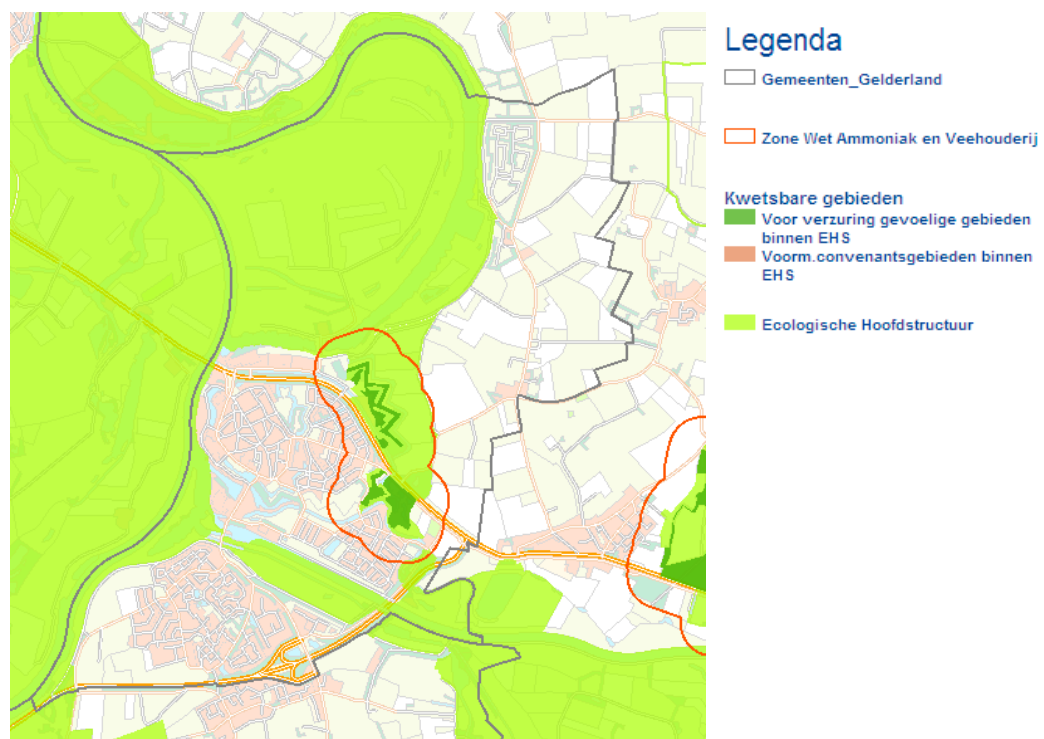 Legenda
Gemeenten_Gelderland
Zone Wet Ammoniak en Veehouderij
Kwetsbare gebieden
Voor verzuring gevoelige gebieden
binnen EHS
Voorm.convenantsgebieden binnen
EHS
Ecologische Hoofdstructuur